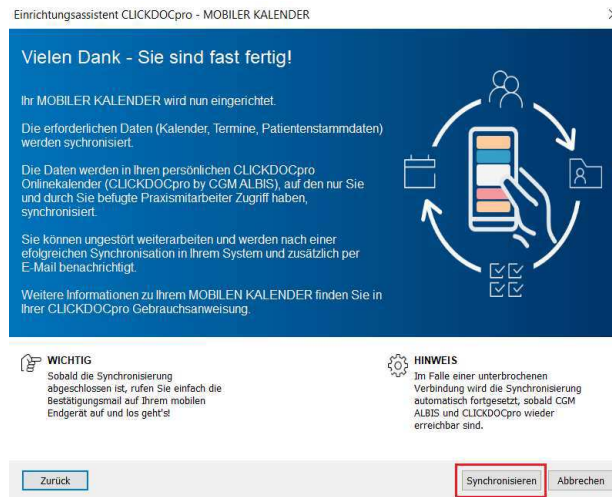 Einrichtungsassistent CLICKDOCpro - MOBILER KALENDER
Vielen Dank - Sie sind fast fertig!
Ihr MOBILER KALENDER wird nun eingerichtet.
Die erforderlichen Daten (Kalender, Termine, Patientenstammdaten)
werden sychronisiert.
Die Daten werden in Ihren persönlichen CLICKDOCpro
Onlinekalender (CLICKDOCpro by CGM ALBIS), auf den nur Sie
und durch Sie befugte Praxismitarbeiter Zugriff haben,
synchronisiert.
Sie können ungestört weiterarbeiten und werden nach einer
efolgreichen Synchronisation in Ihrem System und zusätzlich per
E-Mail benachrichtigt.
Weitere Informationen zu Ihrem MOBILEN KALENDER finden Sie in
Ihrer CLICKDOCpro Gebrauchsanweisung.
WICHTIG
Sobald die Synchronisierung
abgeschlossen ist, rufen Sie einfach die
Bestätigungsmail auf Ihrem mobilen
Endgerät auf und los geht's!
HINWEIS
Im Falle einer unterbrochenen
Verbindung wird die Synchronisierung
automatisch fortgesetzt, sobald CGM
ALBIS und CLICKDOCpro wieder
erreichbar sind.
Zurück
Synchronisieren
Abbrechen